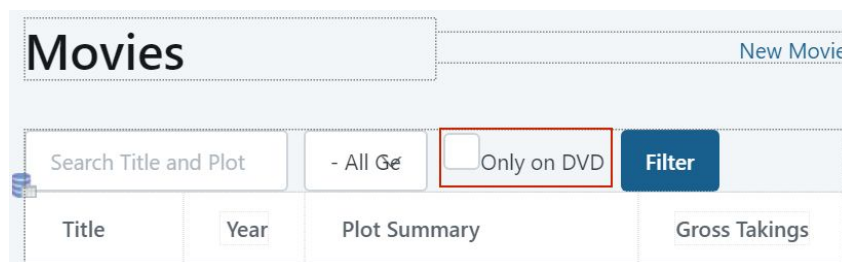 Movies
New Movie
Search Title and Plot
- All Ge
Only on DVD
Filter
Title Year Plot Summary Gross Takings